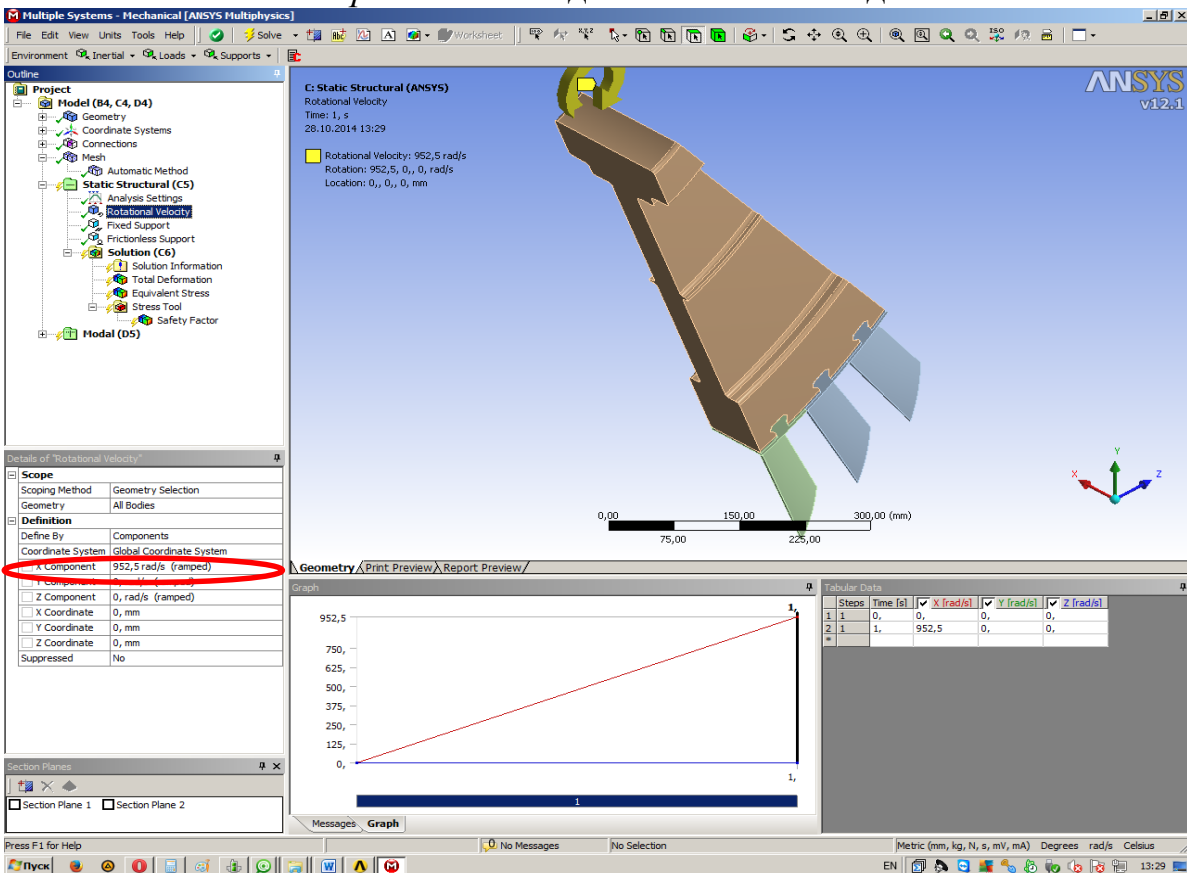 Multiple Systems - Mechanical [ANSYS Multiphysics]
File Edit View Units Tools Help Solve Worksheet
Environment Inertial Loads Supports
Outline
Project
Model (B4, C4, D4)
Geometry
Coordinate Systems
Connections
Mesh
Automatic Method
Static Structural (C5)
Analysis Settings
Rotational Velocity
Fixed Support
Frictionless Support
Solution (C6)
Solution Information
Total Deformation
Equivalent Stress
Stress Tool
Safety Factor
Modal (D5)
C: Static Structural (ANSYS)
Rotational Velocity
Time: 1, s
28.10.2014 13:29
Rotational Velocity: 952,5 rad/s
Rotation: 952,5, 0,, 0, rad/s
Location: 0,, 0,, 0, mm
ANSYS
v12.1
Y
X Z
0,00 150,00 300,00 (mm)
75,00 225,00
Geometry Print Preview Report Preview
Details of "Rotational Velocity"
Scope
Scoping Method Geometry Selection
Geometry All Bodies
Definition
Define By Components
Coordinate System Global Coordinate System
X Component 952,5 rad/s (ramped)
Y Component 0, rad/s (ramped)
Z Component 0, rad/s (ramped)
X Coordinate 0, mm
Y Coordinate 0, mm
Z Coordinate 0, mm
Suppressed No
Section Planes
Section Plane 1 Section Plane 2
Graph
1,
952,5
750,
625,
500,
375,
250,
125,
0,
1,
1
Messages Graph
Tabular Data
Steps Time [s] X [rad/s] Y [rad/s] Z [rad/s]
1 1 0, 0, 0, 0,
2 1 1, 952,5 0, 0,
*
Press F1 for Help No Messages No Selection Metric (mm, kg, N, s, mV, mA) Degrees rad/s Celsius
Пуск EN 13:29